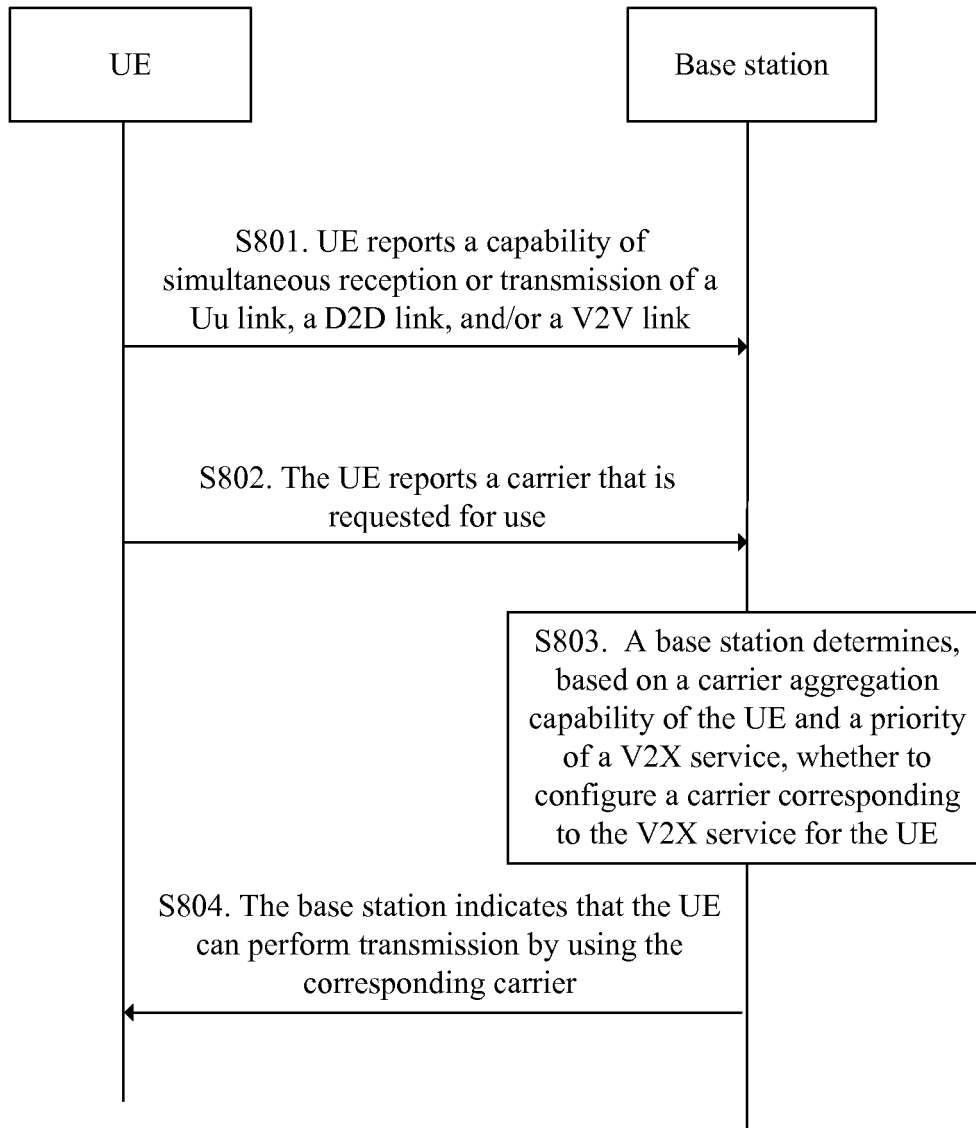 UE
Base station
S801. UE reports a capability of
simultaneous reception or transmission of a
Uu link, a D2D link, and/or a V2V link
S802. The UE reports a carrier that is
requested for use
S803.  A base station determines,
based on a carrier aggregation
capability of the UE and a priority
of a V2X service, whether to
configure a carrier corresponding
to the V2X service for the UE
S804. The base station indicates that the UE
can perform transmission by using the
corresponding carrier